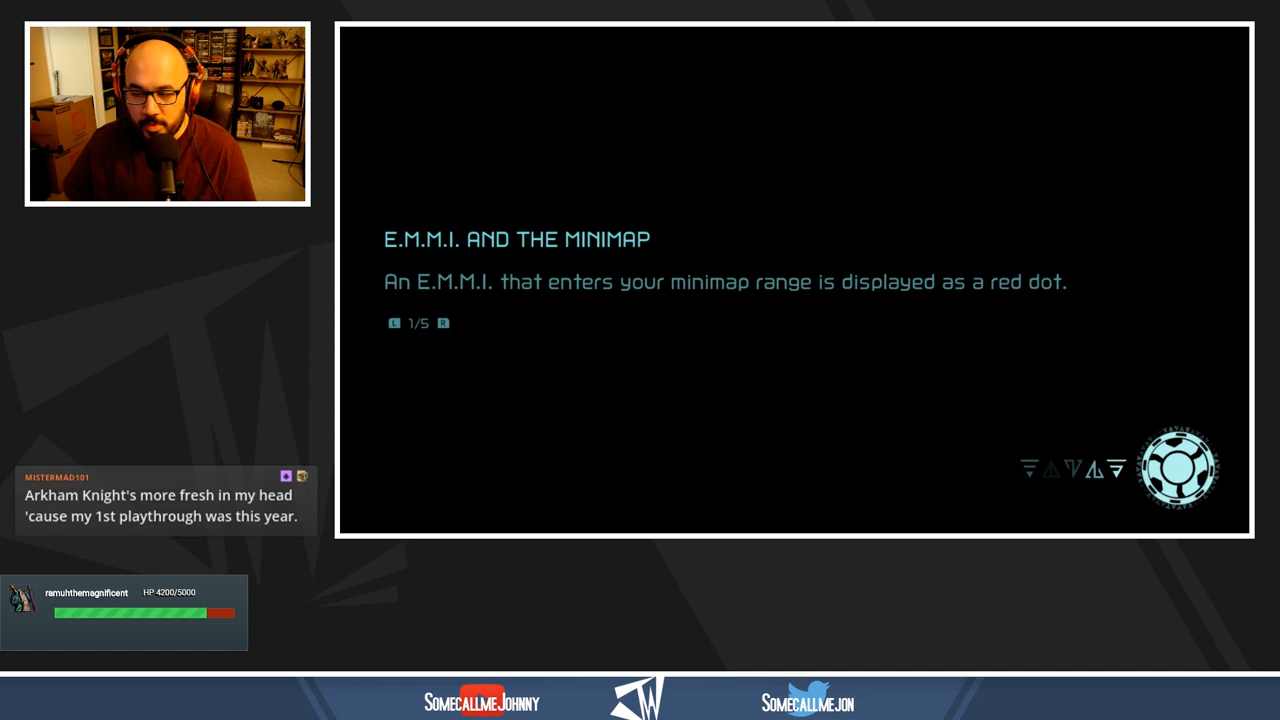 E.M.M.I. AND THE MINIMAP
An E.M.M.I. that enters your minimap range is displayed as a red dot.
L 1/5 R
MISTERMAD101
Arkham Knight's more fresh in my head
'cause my 1st playthrough was this year.
ramuhthemagnificent HP 4200/5000
SOMECALLMEJOHNNY
SOMECALLMEJON